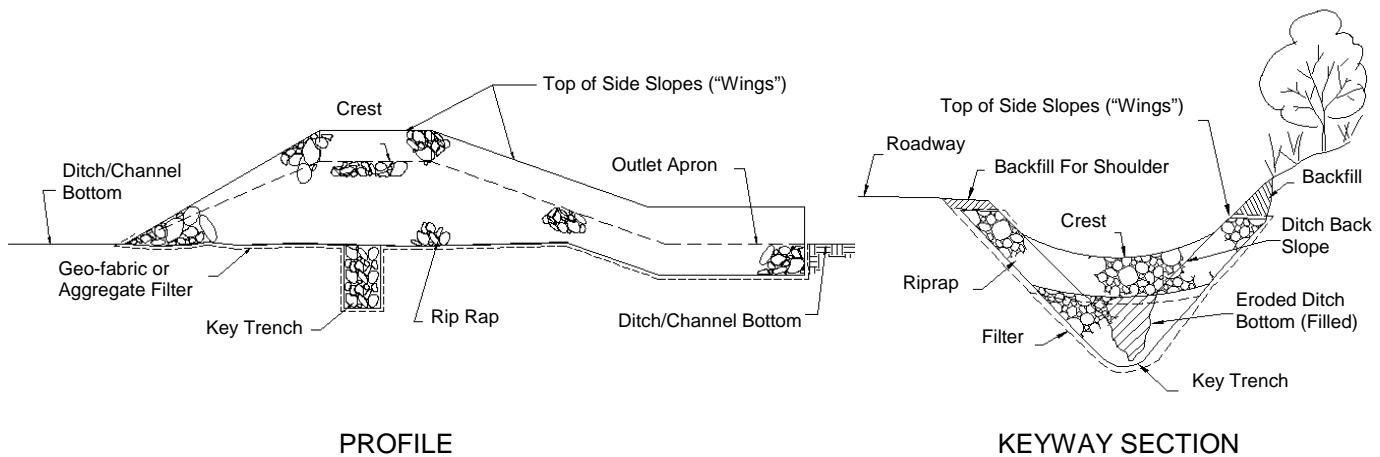 Top of Side Slopes (“Wings”)
Crest
Ditch/Channel
Bottom
Outlet Apron
Geo-fabric or
Aggregate Filter
Key Trench
Rip Rap
Ditch/Channel Bottom
PROFILE
Top of Side Slopes (“Wings”)
Roadway
Backfill For Shoulder
Backfill
Crest
Ditch Back
Slope
Riprap
Eroded Ditch
Bottom (Filled)
Filter
Key Trench
KEYWAY SECTION